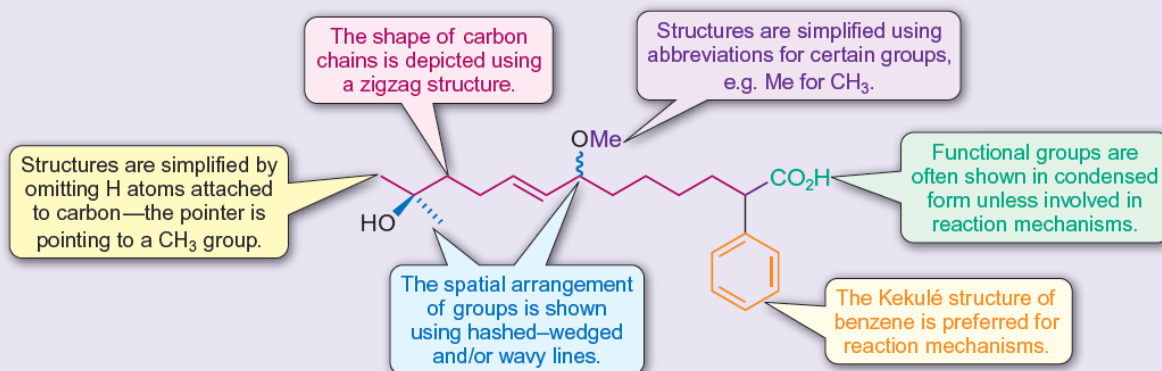 The shape of carbon
chains is depicted using
a zigzag structure.
Structures are simplified using
abbreviations for certain groups,
e.g. Me for CH₃.
Structures are simplified by
omitting H atoms attached
to carbon—the pointer is
pointing to a CH₃ group.
OMe
HO
CO₂H
Functional groups are
often shown in condensed
form unless involved in
reaction mechanisms.
The spatial arrangement
of groups is shown
using hashed–wedged
and/or wavy lines.
The Kekulé structure of
benzene is preferred for
reaction mechanisms.